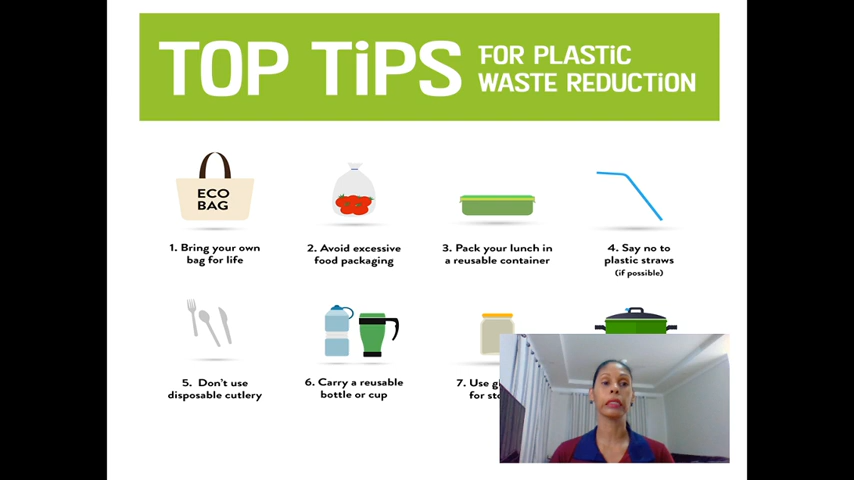 TOP TiPS FOR PLASTiC
WASTE REDUCTiON
ECO
BAG
1. Bring your own
bag for life
2. Avoid excessive
food packaging
3. Pack your lunch in
a reusable container
4. Say no to
plastic straws
(if possible)
5. Don't use
disposable cutlery
6. Carry a reusable
bottle or cup
7. Use
for